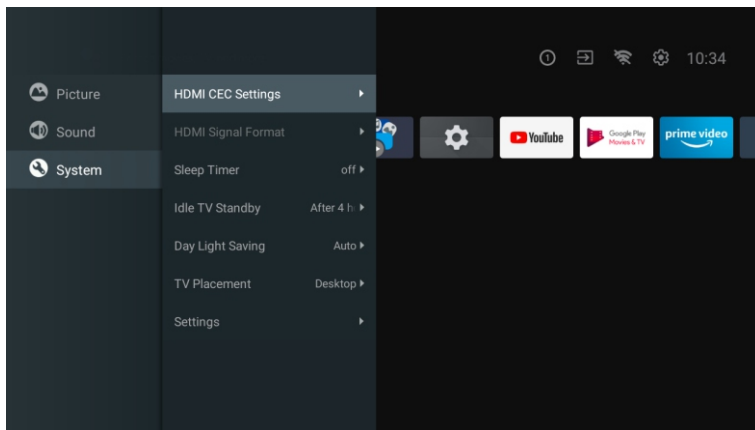 1
10:34
Picture
Sound
System
HDMI CEC Settings
HDMI Signal Format
Sleep Timer off
Idle TV Standby After 4 h
Day Light Saving Auto
TV Placement Desktop
Settings
YouTube
Google Play
Movies & TV
prime video